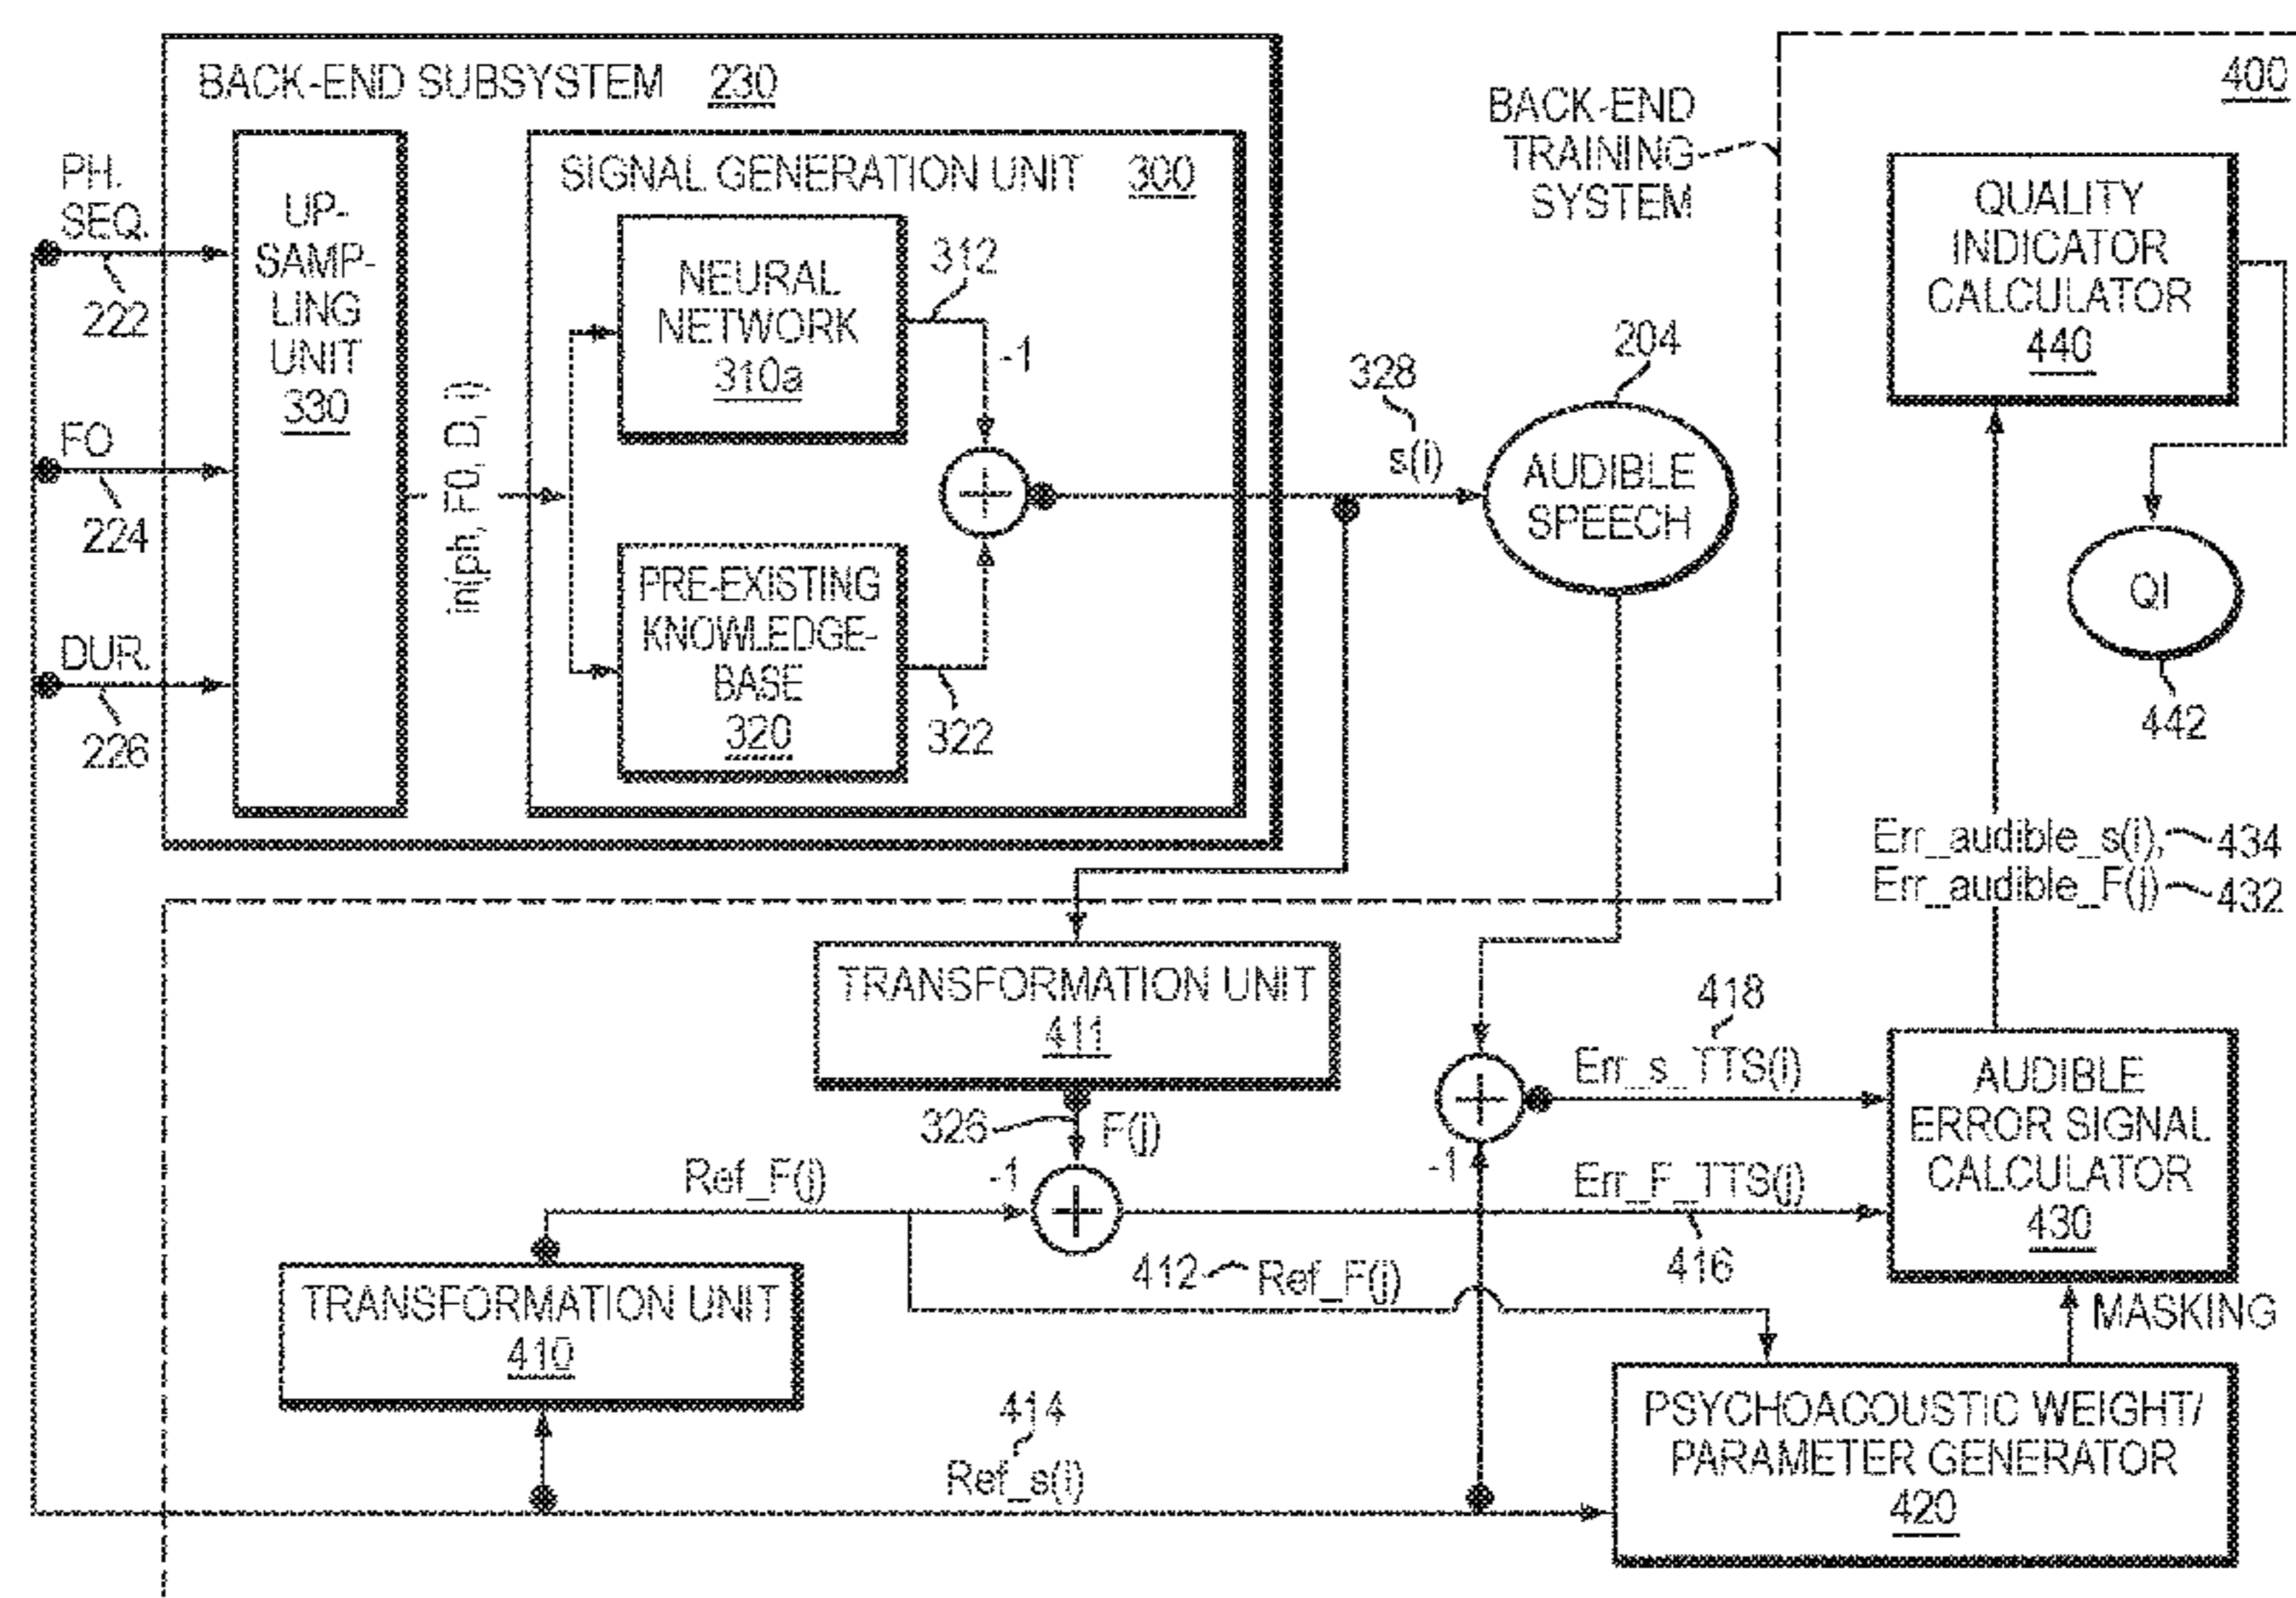 BACK-END SUBSYSTEM 230
400
BACK-END
TRAINING
SYSTEM
PH.
SEQ.
222
FO
224
DUR.
226
UP-
SAMP-
LING
UNIT
330
in(ph, F0, D, I)
SIGNAL GENERATION UNIT 300
NEURAL
NETWORK
310a
312
-1
PRE-EXISTING
KNOWLEDGE-
BASE
320
322
328
s(i)
204
AUDIBLE
SPEECH
QUALITY
INDICATOR
CALCULATOR
440
QI
442
Err_audible_s(i), 434
Err_audible_F(j) 432
TRANSFORMATION UNIT
411
326
F(j)
Ref_F(j)
-1
418
Err_s_TTS(i)
-1
Err_F_TTS(j)
416
412 Ref_F(j)
AUDIBLE
ERROR SIGNAL
CALCULATOR
430
MASKING
TRANSFORMATION UNIT
410
414
Ref_s(i)
PSYCHOACOUSTIC WEIGHT/
PARAMETER GENERATOR
420